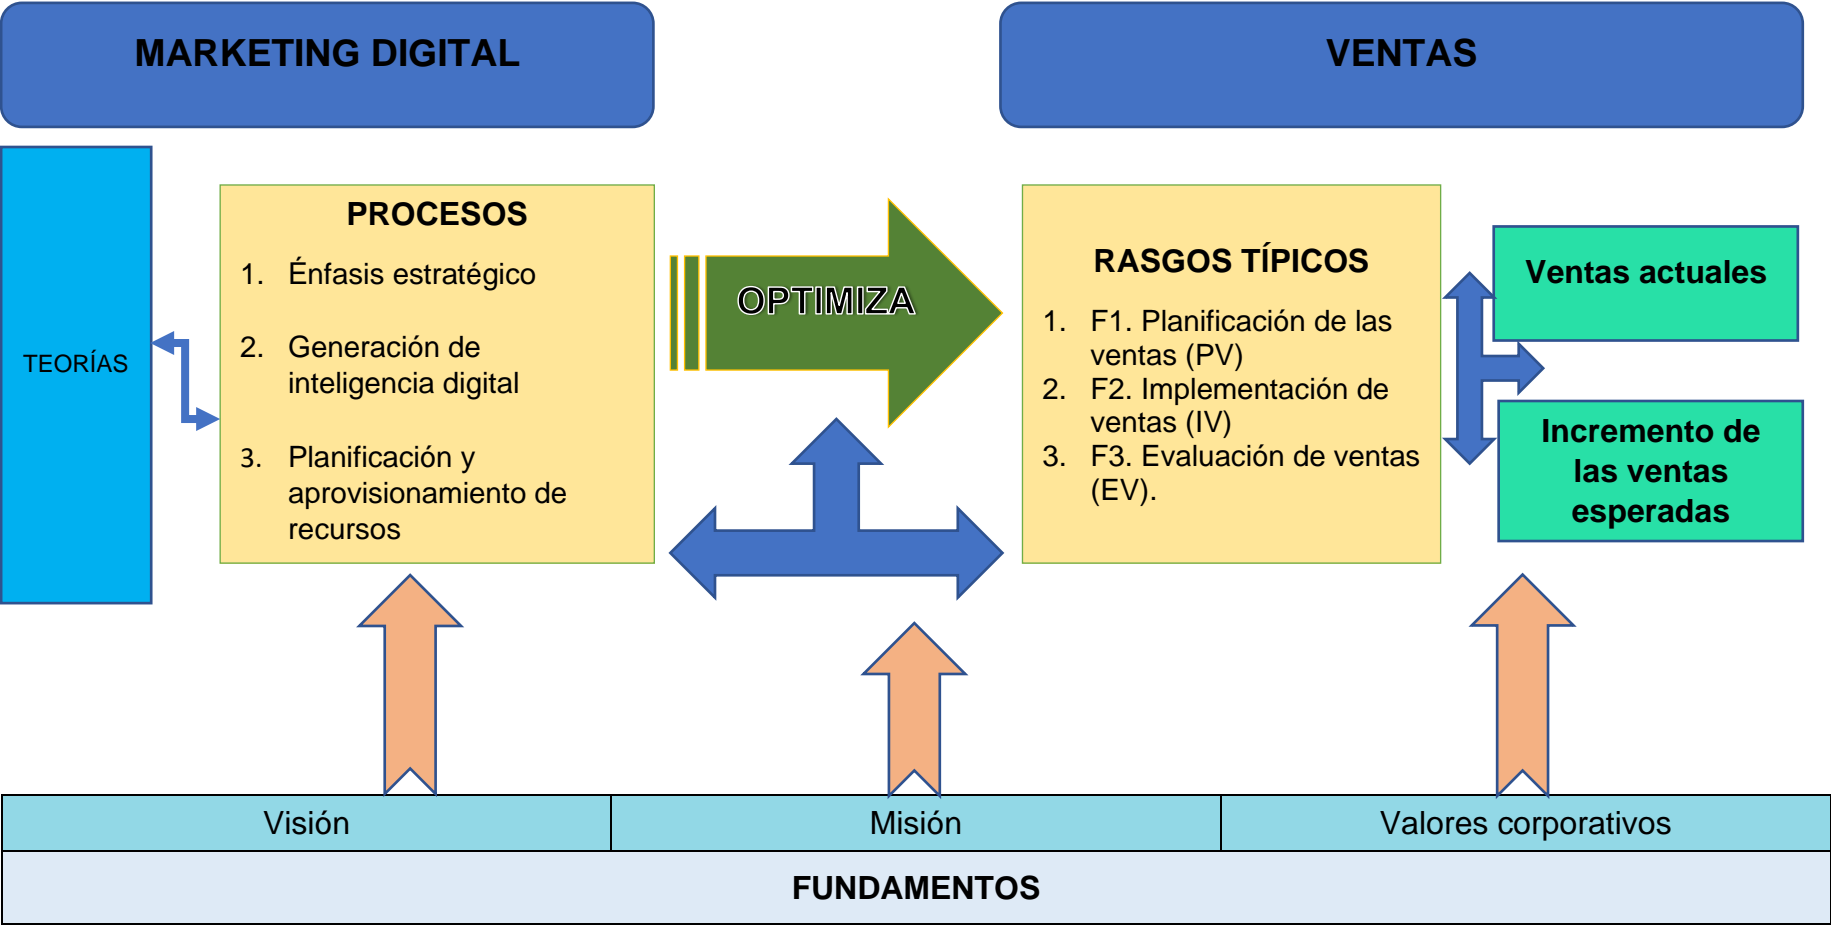 MARKETING DIGITAL
VENTAS
TEORÍAS
PROCESOS
1. Énfasis estratégico
2. Generación de
inteligencia digital
3. Planificación y
aprovisionamiento de
recursos
OPTIMIZA
RASGOS TÍPICOS
1. F1. Planificación de las
ventas (PV)
2. F2. Implementación de
ventas (IV)
3. F3. Evaluación de ventas
(EV).
Ventas actuales
Incremento de
las ventas
esperadas
Visión
Misión
Valores corporativos
FUNDAMENTOS